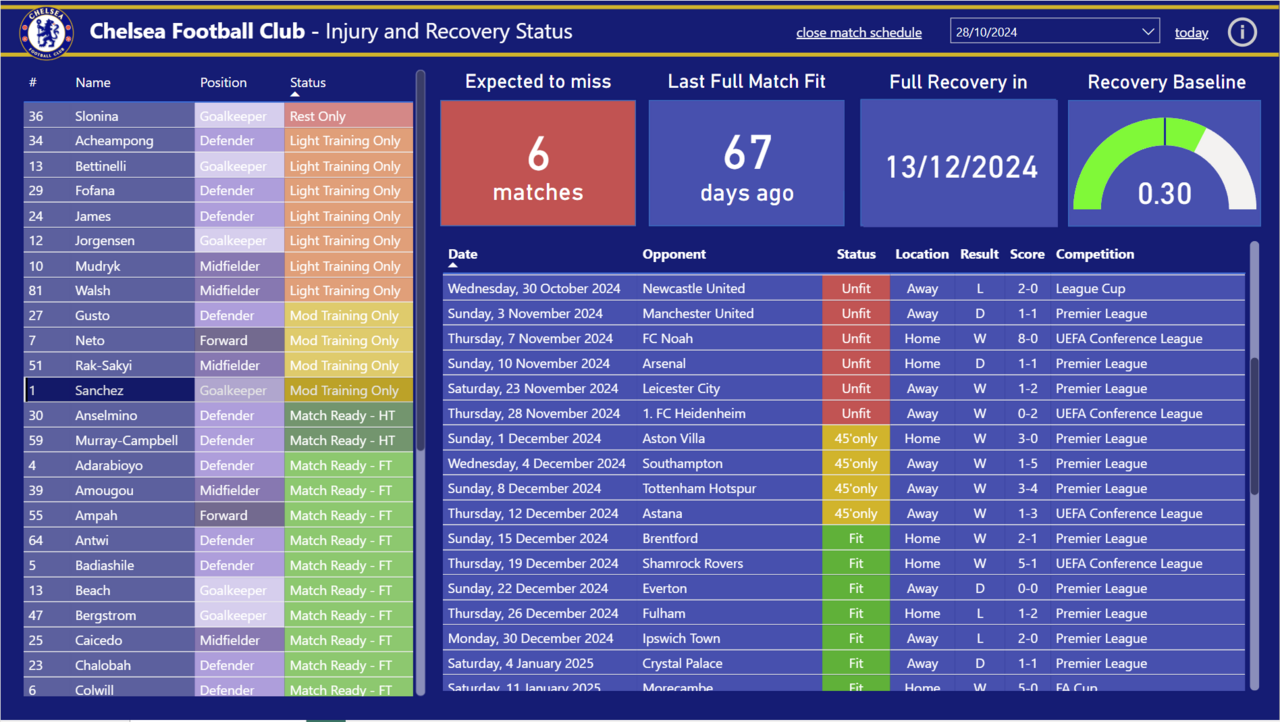 CHELSEA
FOOTBALL CLUB
Chelsea Football Club - Injury and Recovery Status
close match schedule
28/10/2024
today
i
# Name Position Status
36 Slonina Goalkeeper Rest Only
34 Acheampong Defender Light Training Only
13 Bettinelli Goalkeeper Light Training Only
29 Fofana Defender Light Training Only
24 James Defender Light Training Only
12 Jorgensen Goalkeeper Light Training Only
10 Mudryk Midfielder Light Training Only
81 Walsh Midfielder Light Training Only
27 Gusto Defender Mod Training Only
7 Neto Forward Mod Training Only
51 Rak-Sakyi Midfielder Mod Training Only
1 Sanchez Goalkeeper Mod Training Only
30 Anselmino Defender Match Ready - HT
59 Murray-Campbell Defender Match Ready - HT
4 Adarabioyo Defender Match Ready - FT
39 Amougou Midfielder Match Ready - FT
55 Ampah Forward Match Ready - FT
64 Antwi Defender Match Ready - FT
5 Badiashile Defender Match Ready - FT
13 Beach Goalkeeper Match Ready - FT
47 Bergstrom Goalkeeper Match Ready - FT
25 Caicedo Midfielder Match Ready - FT
23 Chalobah Defender Match Ready - FT
6 Colwill Defender Match Ready - FT
Expected to miss
6
matches
Last Full Match Fit
67
days ago
Full Recovery in
13/12/2024
Recovery Baseline
0.30
Date Opponent Status Location Result Score Competition
Wednesday, 30 October 2024 Newcastle United Unfit Away L 2-0 League Cup
Sunday, 3 November 2024 Manchester United Unfit Away D 1-1 Premier League
Thursday, 7 November 2024 FC Noah Unfit Home W 8-0 UEFA Conference League
Sunday, 10 November 2024 Arsenal Unfit Home D 1-1 Premier League
Saturday, 23 November 2024 Leicester City Unfit Away W 1-2 Premier League
Thursday, 28 November 2024 1. FC Heidenheim Unfit Away W 0-2 UEFA Conference League
Sunday, 1 December 2024 Aston Villa 45'only Home W 3-0 Premier League
Wednesday, 4 December 2024 Southampton 45'only Away W 1-5 Premier League
Sunday, 8 December 2024 Tottenham Hotspur 45'only Away W 3-4 Premier League
Thursday, 12 December 2024 Astana 45'only Away W 1-3 UEFA Conference League
Sunday, 15 December 2024 Brentford Fit Home W 2-1 Premier League
Thursday, 19 December 2024 Shamrock Rovers Fit Home W 5-1 UEFA Conference League
Sunday, 22 December 2024 Everton Fit Away D 0-0 Premier League
Thursday, 26 December 2024 Fulham Fit Home L 1-2 Premier League
Monday, 30 December 2024 Ipswich Town Fit Away L 2-0 Premier League
Saturday, 4 January 2025 Crystal Palace Fit Away D 1-1 Premier League
Saturday, 11 January 2025 Morecambe Fit Home W 5-0 FA Cup